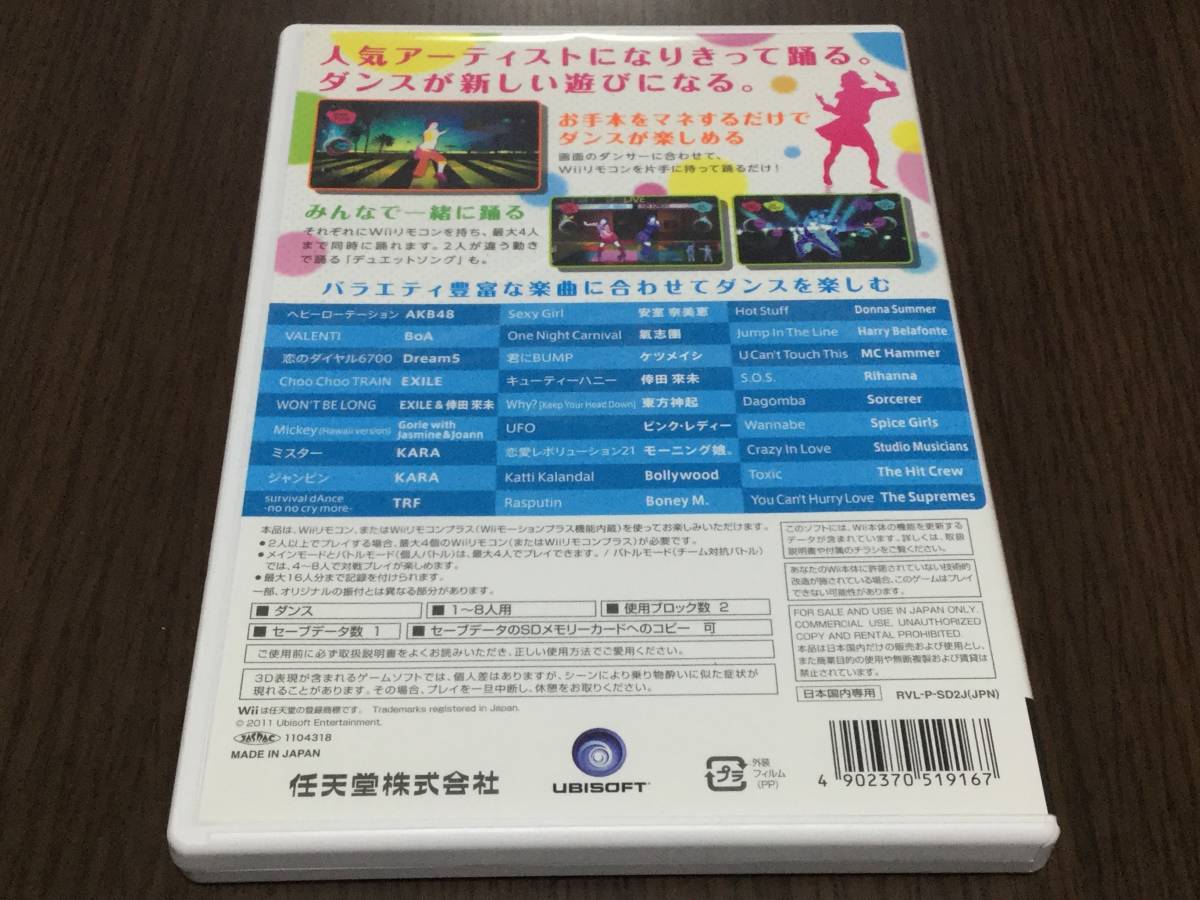 人気アーティストになりきって踊る。
ダンスが新しい遊びになる。
お手本をマネするだけで
ダンスが楽しめる
画面のダンサーに合わせて、
Wiiリモコンを片手に持って踊るだけ!
みんなで一緒に踊る
それぞれにWiiリモコンを持ち、最大4人
まで同時に踊れます。2人が違う動き
で踊る「デュエットソング」も。
LIVE
バラエティ豊富な楽曲に合わせてダンスを楽しむ
ヘビーローテーション AKB48
VALENTI BoA
恋のダイヤル6700 Dream5
Choo Choo TRAIN EXILE
WON'T BE LONG EXILE & 倖田 來未
Mickey (Hawaii version) Gorie with Jasmine&Joann
ミスター KARA
ジャンピン KARA
survival dAnce -no no cry more- TRF
Sexy Girl 安室 奈美恵
One Night Carnival 氣志團
君にBUMP ケツメイシ
キューティーハニー 倖田 來未
Why? [Keep Your Head Down] 東方神起
UFO ピンク・レディー
恋愛レボリューション21 モーニング娘。
Katti Kalandal Bollywood
Rasputin Boney M.
Hot Stuff Donna Summer
Jump In The Line Harry Belafonte
U Can't Touch This MC Hammer
S.O.S. Rihanna
Dagomba Sorcerer
Wannabe Spice Girls
Crazy In Love Studio Musicians
Toxic The Hit Crew
You Can't Hurry Love The Supremes
本品は、Wiiリモコン、またはWiiリモコンプラス(Wiiモーションプラス機能内蔵)を使ってお楽しみいただけます。
●2人以上でプレイする場合、最大4個のWiiリモコン(またはWiiリモコンプラス)が必要です。
●メインモードとバトルモード(個人バトル)は、最大4人でプレイできます。/バトルモード(チーム対抗バトル)
では、4~8人で対戦プレイが楽しめます。
●最大16人分まで記録を付けられます。
一部、オリジナルの振付とは異なる部分があります。
■ ダンス
■ 1~8人用
■ 使用ブロック数 2
■ セーブデータ数 1
■ セーブデータのSDメモリーカードへのコピー 可
ご使用前に必ず取扱説明書をよくお読みいただき、正しい使用方法でご愛用ください。
3D表現が含まれるゲームソフトでは、個人差はありますが、シーンにより乗り物酔いに似た症状が
現れることがあります。その場合、プレイを一旦中断し、休憩をお取りください。
このソフトには、Wii本体の機能を更新する
データが含まれています。詳しくは、取扱
説明書や付属のチラシをご覧ください。
あなたのWii本体に許諾されていない技術的
改造が施されている場合、このゲームはプレイ
できない可能性があります。
FOR SALE AND USE IN JAPAN ONLY.
COMMERCIAL USE, UNAUTHORIZED
COPY AND RENTAL PROHIBITED.
本品は日本国内だけの販売および使用とし、
また商業目的の使用や無断複製および賃貸は
禁止されています。
日本国内専用 RVL-P-SD2J(JPN)
Wiiは任天堂の登録商標です。 Trademarks registered in Japan.
© 2011 Ubisoft Entertainment.
JASRAC 1104318
MADE IN JAPAN
任天堂株式会社
UBISOFT
プラ
外装
フィルム
(PP)
4 902370 519167